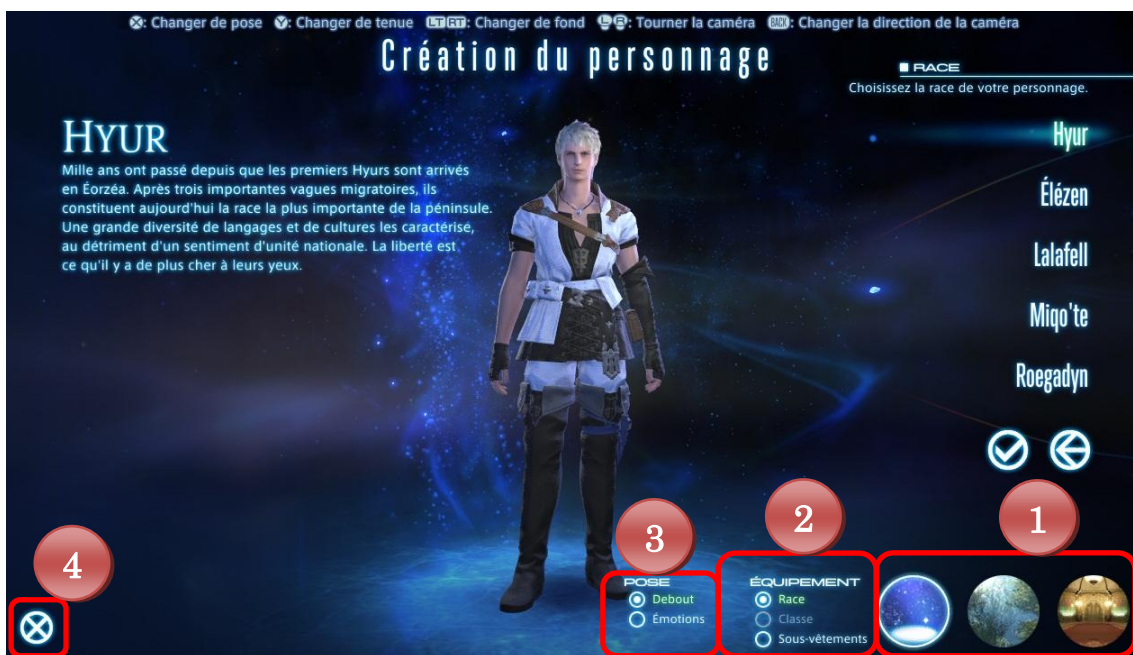 X: Changer de pose Y: Changer de tenue LT RT: Changer de fond L R: Tourner la caméra BACK: Changer la direction de la caméra
Création du personnage
RACE
Choisissez la race de votre personnage.
HYUR
Mille ans ont passé depuis que les premiers Hyurs sont arrivés
en Éorzéa. Après trois importantes vagues migratoires, ils
constituent aujourd'hui la race la plus importante de la péninsule.
Une grande diversité de langages et de cultures les caractérise,
au détriment d'un sentiment d'unité nationale. La liberté est
ce qu'il y a de plus cher à leurs yeux.
Hyur
Élézen
Lalafell
Miqo'te
Roegadyn
4
3
2
1
POSE
Debout
Émotions
ÉQUIPEMENT
Race
Classe
Sous-vêtements